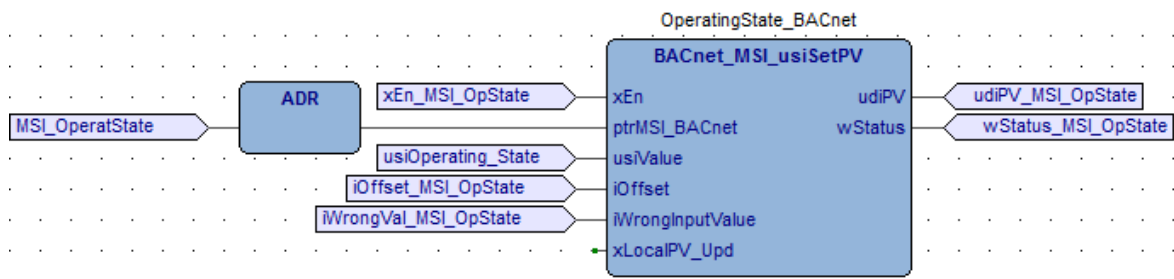 OperatingState_BACnet
BACnet_MSI_usiSetPV
ADR
xEn_MSI_OpState
xEn
udiPV
udiPV_MSI_OpState
MSI_OperatState
ptrMSI_BACnet
wStatus
wStatus_MSI_OpState
usiOperating_State
usiValue
iOffset_MSI_OpState
iOffset
iWrongVal_MSI_OpState
iWrongInputValue
xLocalPV_Upd